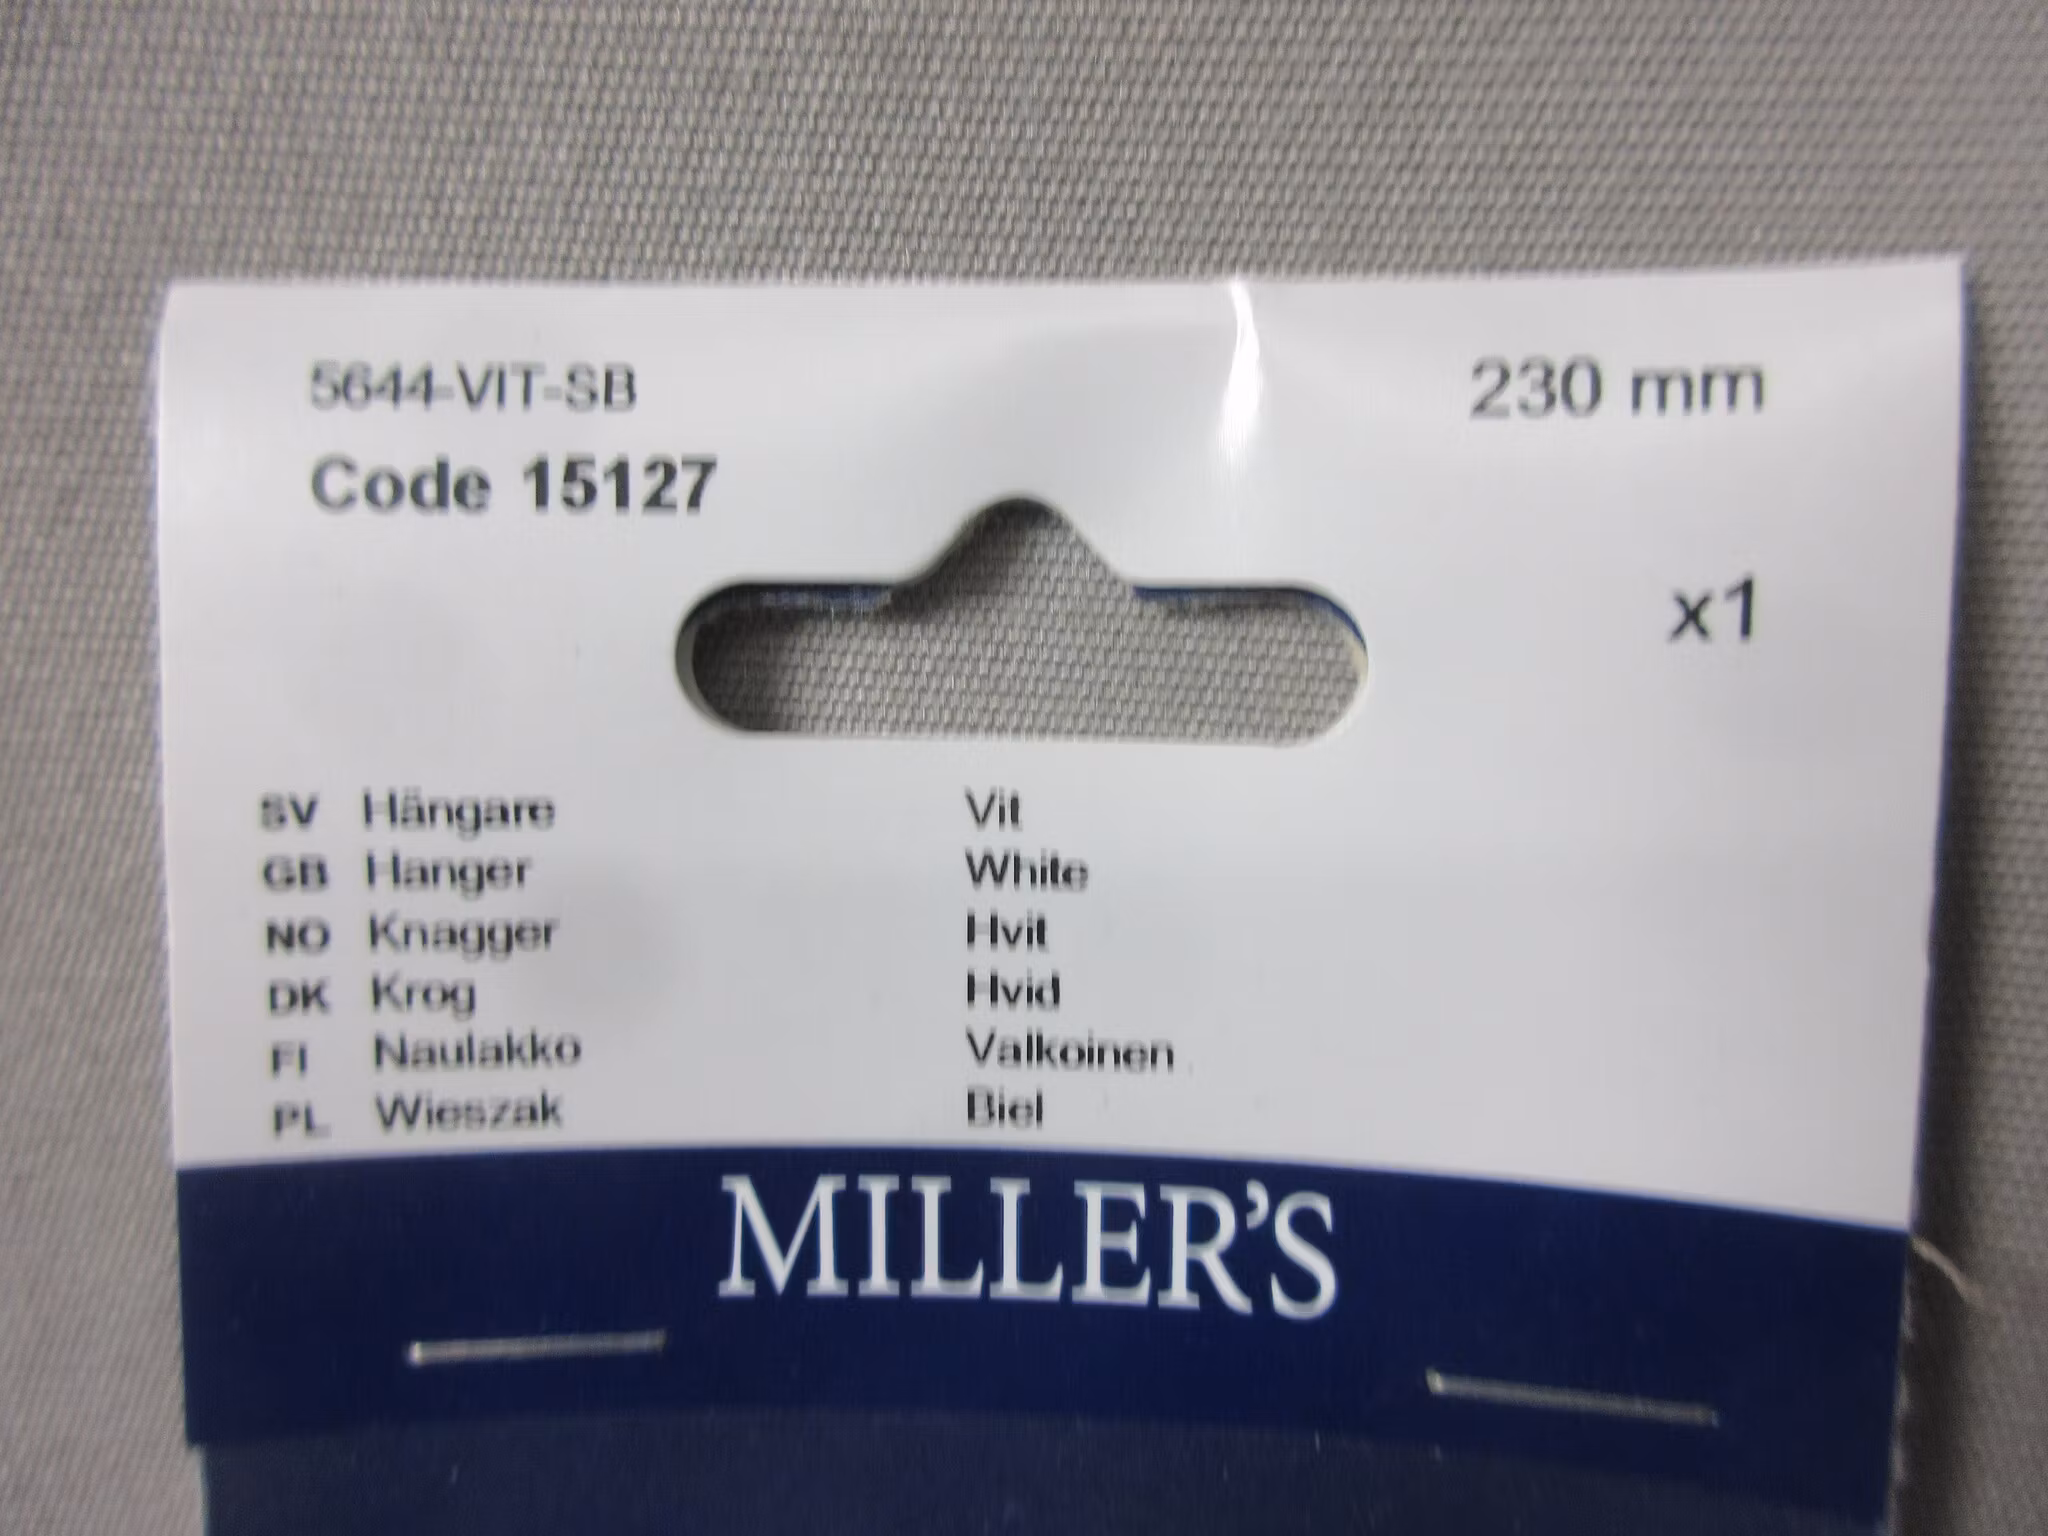 5644-VIT-SB 230 mm
Code 15127
x1
SV Hängare Vit
GB Hanger White
NO Knagger Hvit
DK Krog Hvid
FI Naulakko Valkoinen
PL Wieszak Biel
MILLER'S